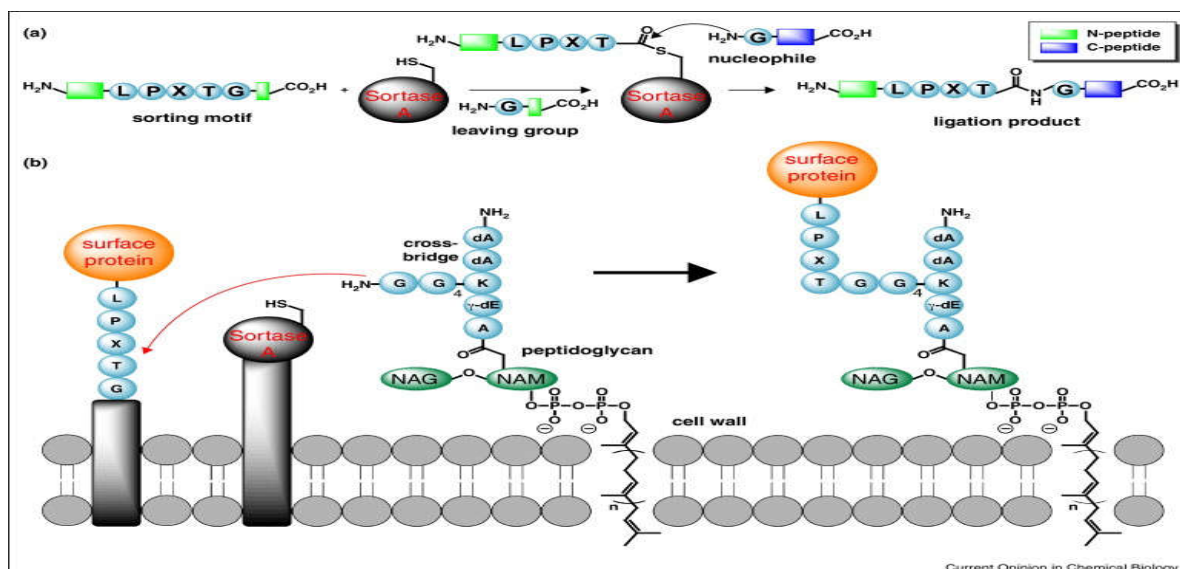 (a)
H₂N L P X T G CO₂H
sorting motif
+
HS
Sortase A
H₂N L P X T O S
H₂N G CO₂H
leaving group
H₂N G CO₂H
nucleophile
Sortase A
N-peptide
C-peptide
H₂N L P X T O N H G CO₂H
ligation product
(b)
surface
protein
L
P
X
T
G
HS
Sortase
A
NH₂
dA
dA
cross-
bridge
H₂N G G 4 K
γ-dE
A
O
peptidoglycan
NAG O NAM
O O
O P O P O
O O
⊖ ⊖
n
cell wall
surface
protein
L
P
X
T G G 4 K
NH₂
dA
dA
γ-dE
A
O
NAG O NAM
O O
O P O P O
O O
⊖ ⊖
n
Current Opinion in Chemical Biology